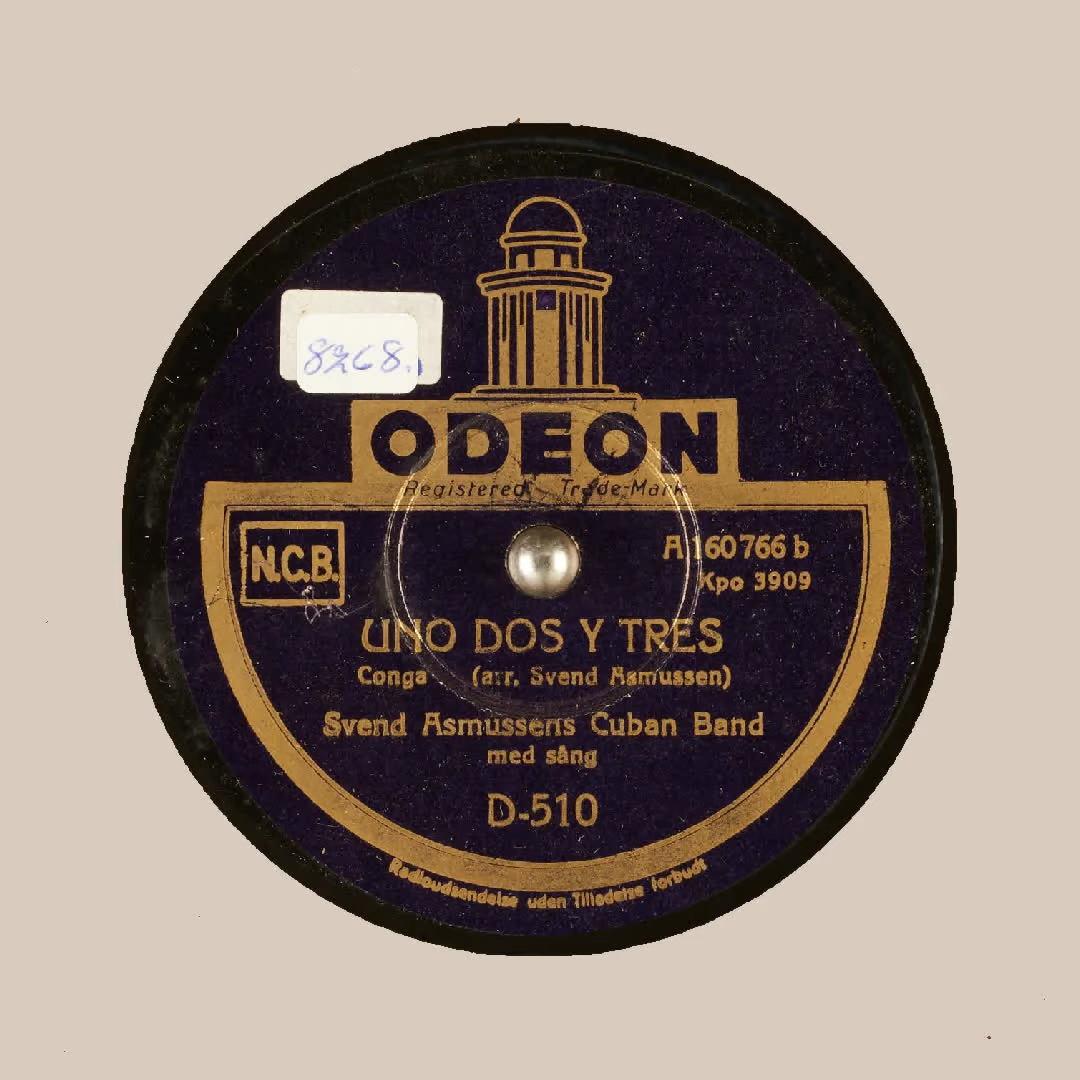 8268.
ODEON
Registered Trade-Mark
N.C.B.
A 160766 b
Kpo 3909
UNO DOS Y TRES
Conga (arr. Svend Asmussen)
Svend Asmussens Cuban Band
med sång
D-510
Radioudsendelse uden Tilladelse forbudt